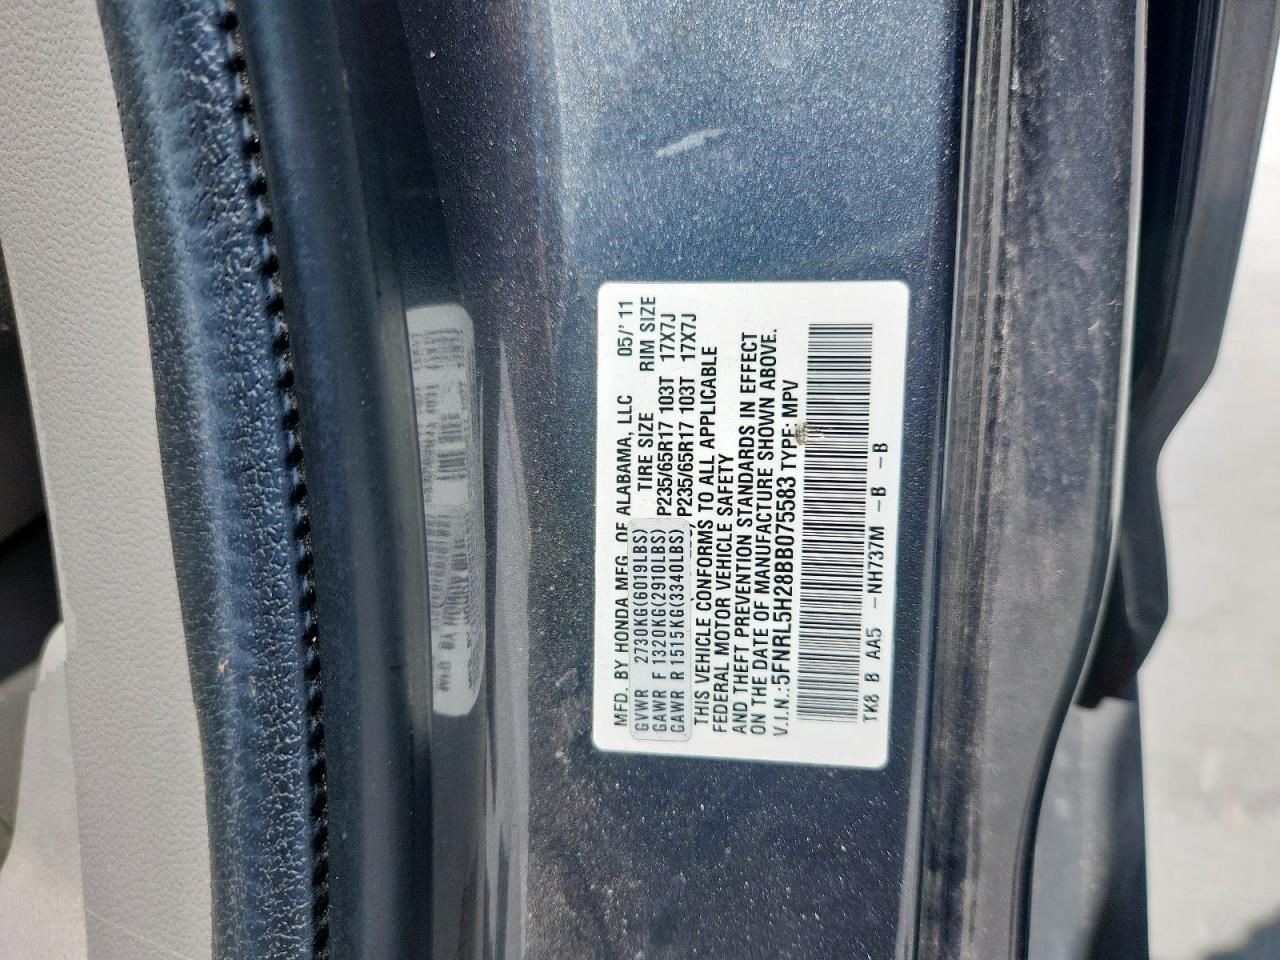 MFD. BY HONDA MFG. OF ALABAMA, LLC 05/' 11
GVWR 2730KG(6019LBS) TIRE SIZE RIM SIZE
GAWR F 1320KG(2910LBS) P235/65R17 103T 17X7J
GAWR R 1515KG(3340LBS) P235/65R17 103T 17X7J
THIS VEHICLE CONFORMS TO ALL APPLICABLE
FEDERAL MOTOR VEHICLE SAFETY
AND THEFT PREVENTION STANDARDS IN EFFECT
ON THE DATE OF MANUFACTURE SHOWN ABOVE.
V.I.N.:5FNRL5H28BB075583 TYPE: MPV
TK8 B AA5 -NH737M -B -B